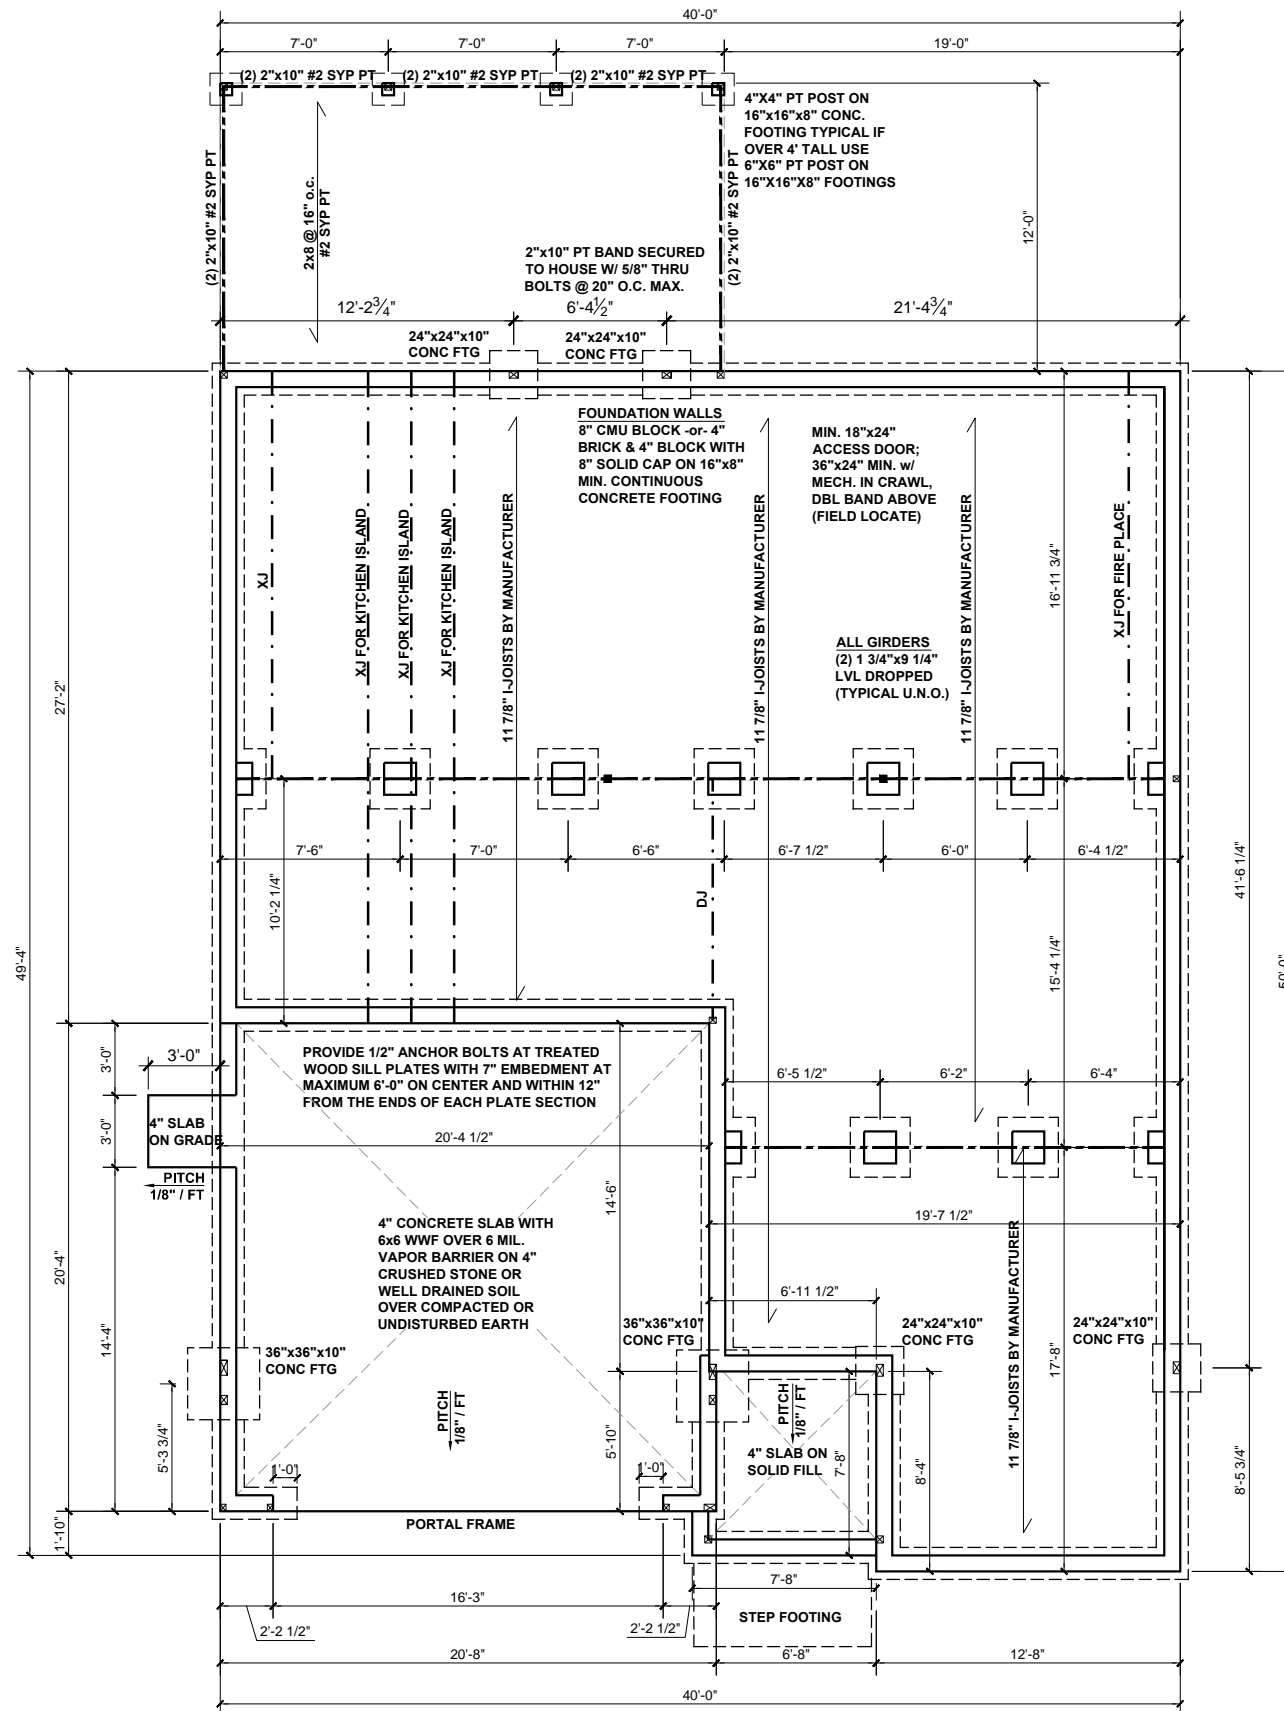 40'-0"
7'-0"
7'-0"
7'-0"
19'-0"
(2) 2"x10" #2 SYP PT
(2) 2"x10" #2 SYP PT
(2) 2"x10" #2 SYP PT
4"X4" PT POST ON
16"x16"x8" CONC.
FOOTING TYPICAL IF
OVER 4' TALL USE
6"X6" PT POST ON
16"X16"X8" FOOTINGS
(2) 2"x10" #2 SYP PT
2x8 @ 16" o.c.
#2 SYP PT
(2) 2"x10" #2 SYP PT
12'-0"
2"x10" PT BAND SECURED
TO HOUSE W/ 5/8" THRU
BOLTS @ 20" O.C. MAX.
12'-2 3/4"
6'-4 1/2"
21'-4 3/4"
24"x24"x10"
CONC FTG
24"x24"x10"
CONC FTG
FOUNDATION WALLS
8" CMU BLOCK -or- 4"
BRICK & 4" BLOCK WITH
8" SOLID CAP ON 16"x8"
MIN. CONTINUOUS
CONCRETE FOOTING
MIN. 18"x24"
ACCESS DOOR;
36"x24" MIN. w/
MECH. IN CRAWL,
DBL BAND ABOVE
(FIELD LOCATE)
XJ
XJ FOR KITCHEN ISLAND
XJ FOR KITCHEN ISLAND
XJ FOR KITCHEN ISLAND
11 7/8" I-JOISTS BY MANUFACTURER
11 7/8" I-JOISTS BY MANUFACTURER
11 7/8" I-JOISTS BY MANUFACTURER
16'-11 3/4"
XJ FOR FIRE PLACE
ALL GIRDERS
(2) 1 3/4"x9 1/4"
LVL DROPPED
(TYPICAL U.N.O.)
27'-2"
49'-4"
41'-6 1/4"
50'-0"
7'-6"
7'-0"
6'-6"
6'-7 1/2"
6'-0"
6'-4 1/2"
10'-2 1/4"
DJ
15'-4 1/4"
3'-0"
3'-0"
3'-0"
PROVIDE 1/2" ANCHOR BOLTS AT TREATED
WOOD SILL PLATES WITH 7" EMBEDMENT AT
MAXIMUM 6'-0" ON CENTER AND WITHIN 12"
FROM THE ENDS OF EACH PLATE SECTION
6'-5 1/2"
6'-2"
6'-4"
4" SLAB
ON GRADE
20'-4 1/2"
PITCH
1/8" / FT
14'-6"
19'-7 1/2"
4" CONCRETE SLAB WITH
6x6 WWF OVER 6 MIL.
VAPOR BARRIER ON 4"
CRUSHED STONE OR
WELL DRAINED SOIL
OVER COMPACTED OR
UNDISTURBED EARTH
20'-4"
14'-4"
6'-11 1/2"
11 7/8" I-JOISTS BY MANUFACTURER
36"x36"x10"
CONC FTG
36"x36"x10"
CONC FTG
24"x24"x10"
CONC FTG
24"x24"x10"
CONC FTG
17'-8"
PITCH
1/8" / FT
PITCH
1/8" / FT
5'-3 3/4"
5'-10"
4" SLAB ON
SOLID FILL
7'-8"
8'-4"
8'-5 3/4"
1'-0"
1'-0"
PORTAL FRAME
1'-10"
7'-8"
16'-3"
STEP FOOTING
2'-2 1/2"
2'-2 1/2"
20'-8"
6'-8"
12'-8"
40'-0"